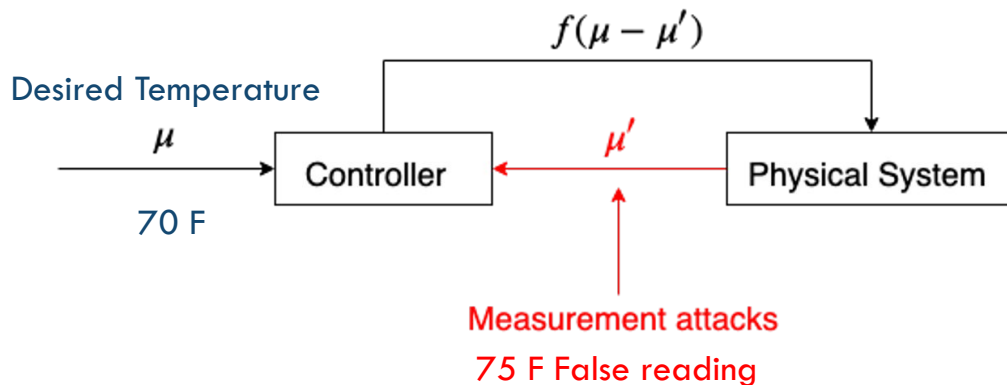 f(μ − μ′)
Desired Temperature
μ
μ′
Controller
Physical System
70 F
Measurement attacks
75 F False reading